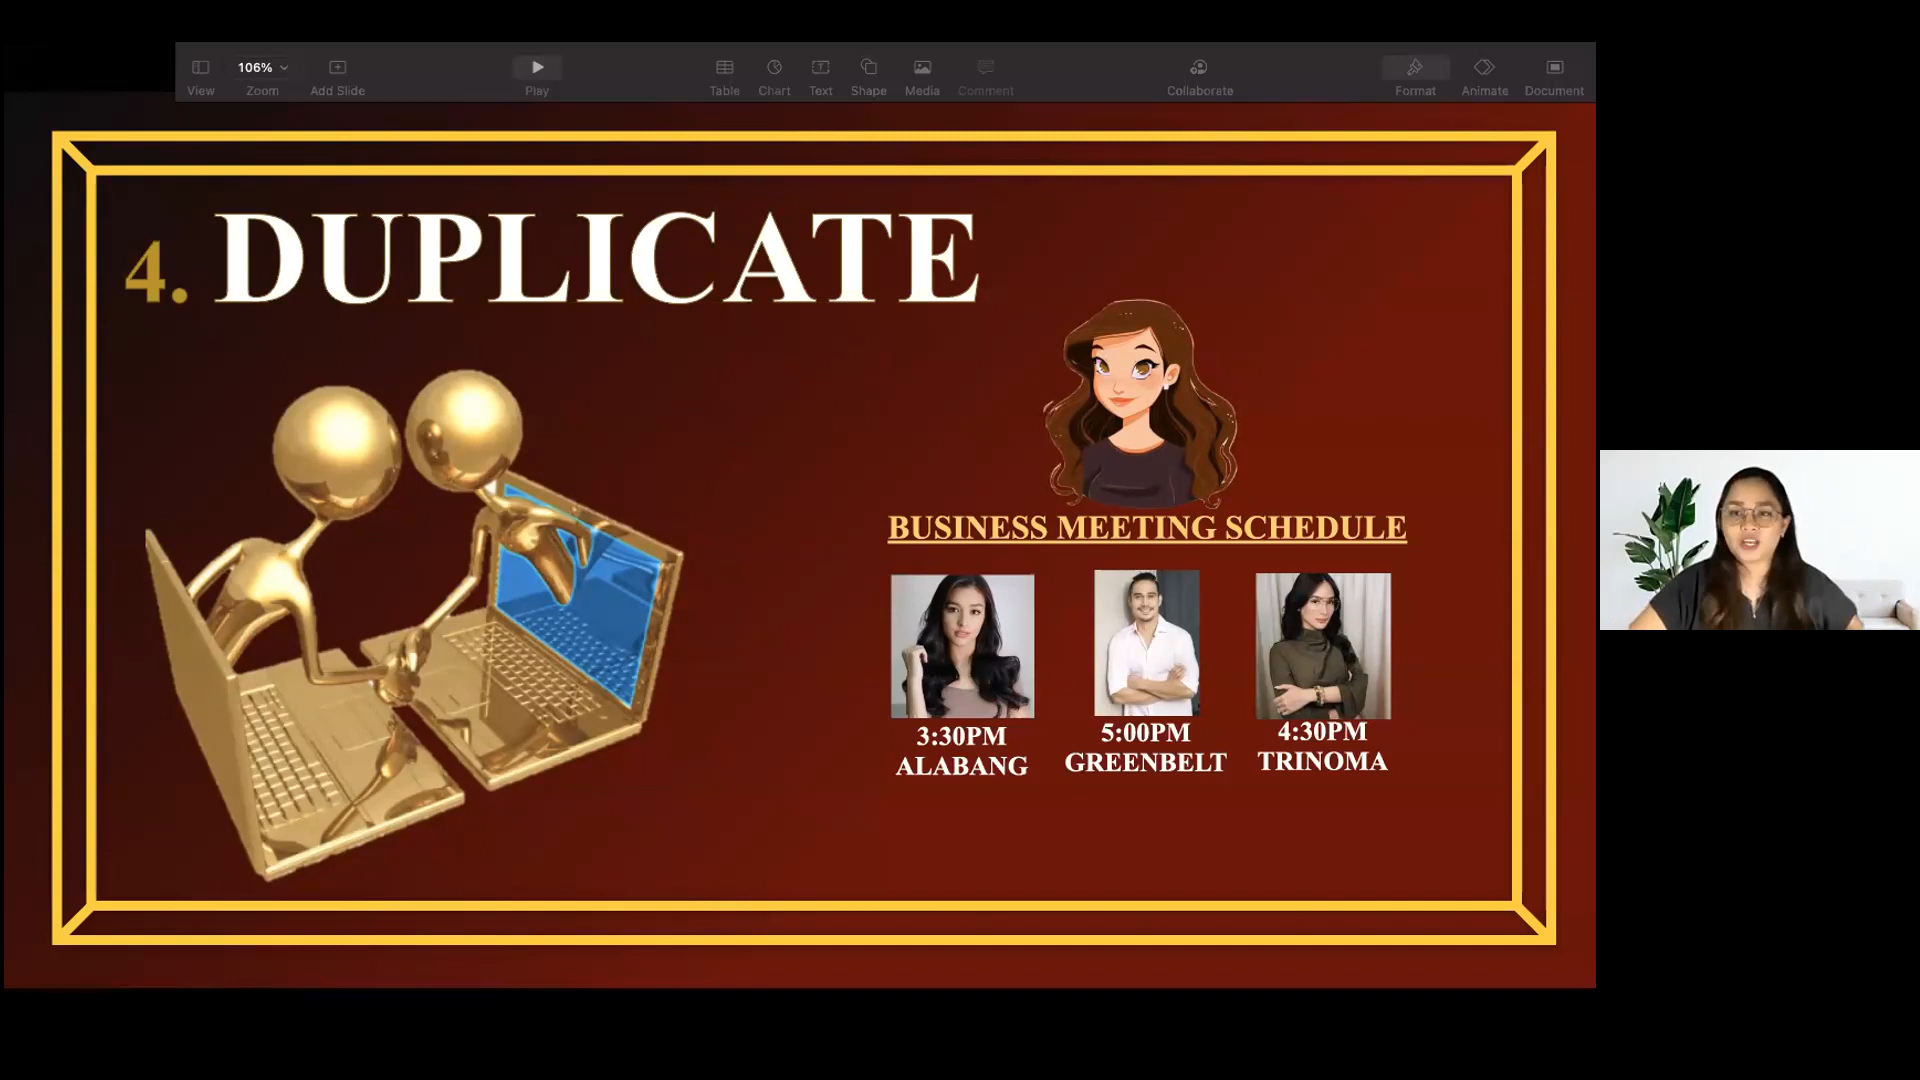 106%
View
Zoom
Add Slide
Play
Table
Chart
Text
Shape
Media
Comment
Collaborate
Format
Animate
Document
4. DUPLICATE
BUSINESS MEETING SCHEDULE
3:30PM
ALABANG
5:00PM
GREENBELT
4:30PM
TRINOMA